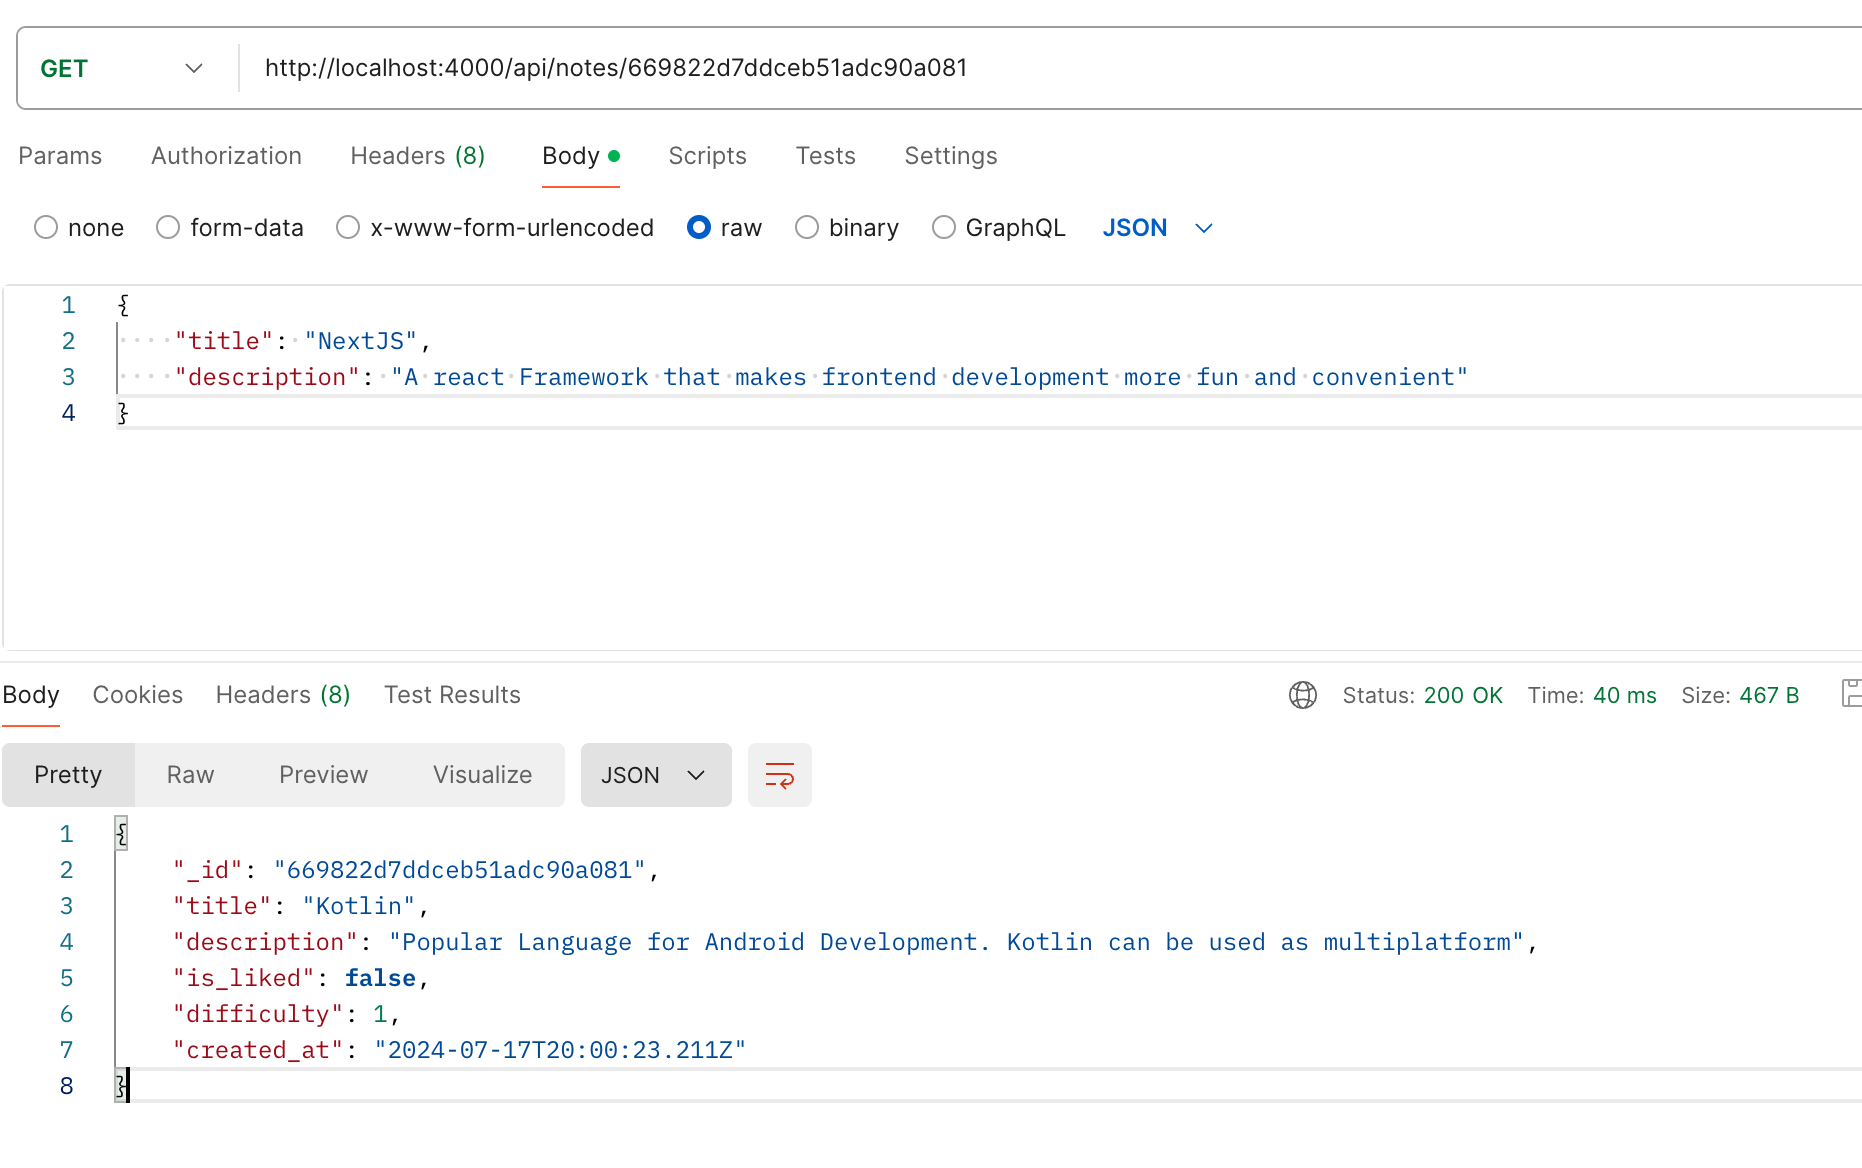 GET http://localhost:4000/api/notes/669822d7ddceb51adc90a081
Params Authorization Headers (8) Body Scripts Tests Settings
none form-data x-www-form-urlencoded raw binary GraphQL JSON
1 {
2 "title": "NextJS",
3 "description": "A react Framework that makes frontend development more fun and convenient"
4 }
Body Cookies Headers (8) Test Results Status: 200 OK Time: 40 ms Size: 467 B
Pretty Raw Preview Visualize JSON
1 {
2 "_id": "669822d7ddceb51adc90a081",
3 "title": "Kotlin",
4 "description": "Popular Language for Android Development. Kotlin can be used as multiplatform",
5 "is_liked": false,
6 "difficulty": 1,
7 "created_at": "2024-07-17T20:00:23.211Z"
8 }